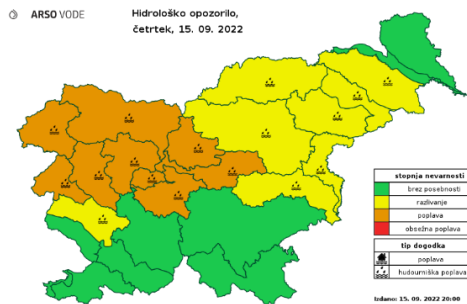 ARSO VODE
Hidrološko opozorilo,
četrtek, 15. 09. 2022
stopnja nevarnosti
brez posebnosti
razlivanje
poplava
obsežna poplava
tip dogodka
poplava
hudourniška poplava
Izdano: 15. 09. 2022 20:00